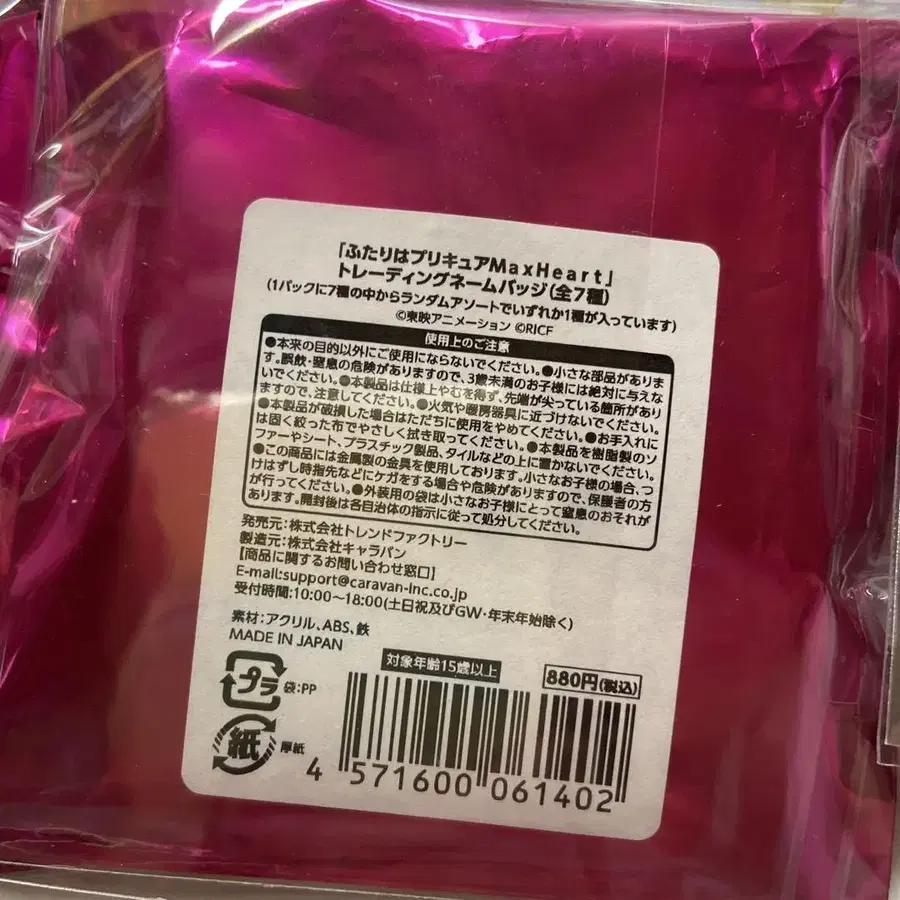 「ふたりはプリキュアMaxHeart」
トレーディングネームバッジ(全7種)
(1パックに7種の中からランダムアソートでいずれか1種が入っています)
©東映アニメーション ©RICF
使用上のご注意
●本来の目的以外にご使用にならないでください。●小さな部品がありま
す。誤飲・窒息の危険がありますので、3歳未満のお子様には絶対に与えな
いでください。●本製品は仕様上やむを得ず、先端が尖っている箇所があり
ますので、注意してください。●火気や暖房器具に近づけないでください。
●本製品が破損した場合はただちに使用をやめてください。●お手入れに
は固く絞った布でやさしく拭き取ってください。●本製品を樹脂製のソ
ファーやシート、プラスチック製品、タイルなどの上に置かないでください。
●この商品には金属製の金具を使用しております。小さなお子様の場合、つ
けはずし時指先などにケガをする場合や危険がありますので、保護者の方
が行ってください。●外装用の袋は小さなお子様にとって窒息のおそれが
あります。開封後は各自治体の指示に従って処分してください。
発売元:株式会社トレンドファクトリー
製造元:株式会社キャラバン
【商品に関するお問い合わせ窓口】
E-mail:support@caravan-inc.co.jp
受付時間:10:00~18:00(土日祝及びGW・年末年始除く)
素材:アクリル、ABS、鉄
MADE IN JAPAN
対象年齢15歳以上
880円(税込)
プラ 袋:PP
紙 厚紙
4 571600 061402